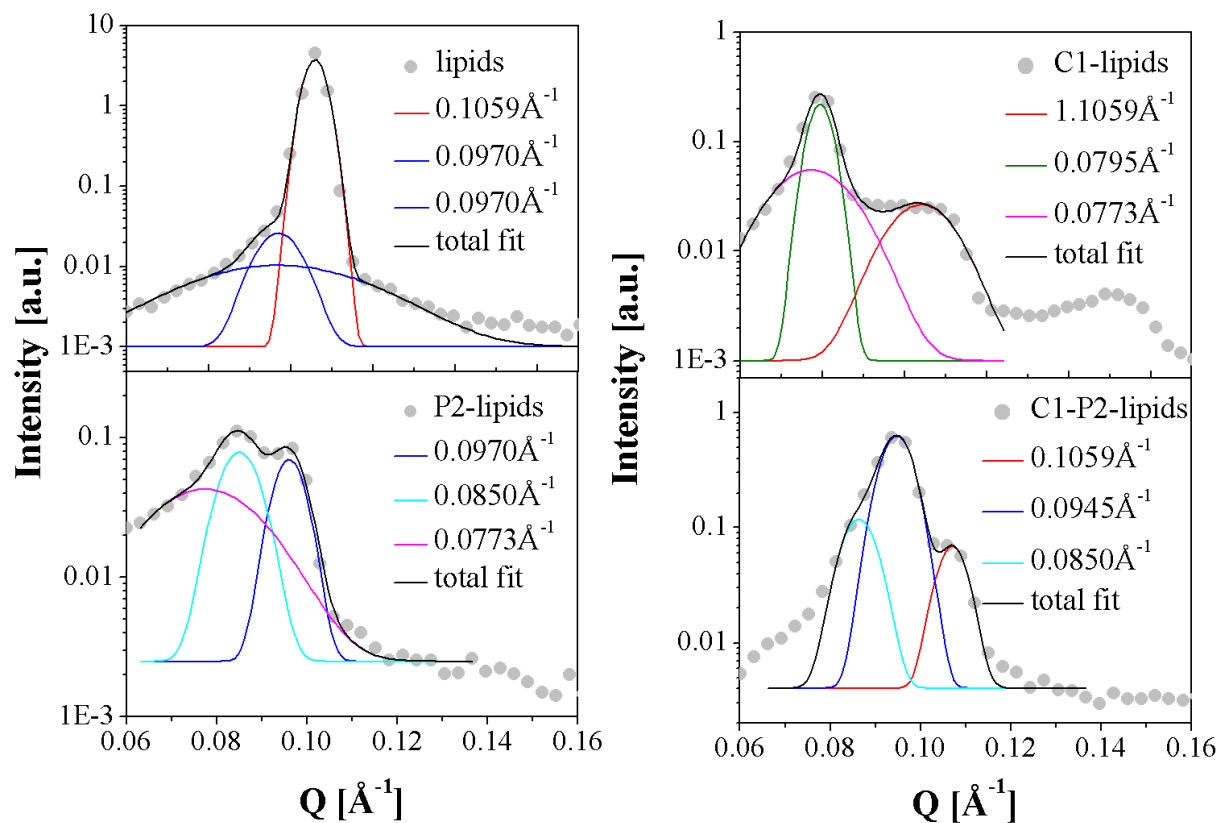 10
1
0.1
0.01
1E-3
lipids
0.1059Å-1
0.0970Å-1
0.0970Å-1
total fit
Intensity [a.u.]
0.1
0.01
1E-3
P2-lipids
0.0970Å-1
0.0850Å-1
0.0773Å-1
total fit
0.06 0.08 0.10 0.12 0.14 0.16
Q [Å-1]
1
0.1
0.01
1E-3
C1-lipids
1.1059Å-1
0.0795Å-1
0.0773Å-1
total fit
Intensity [a.u.]
1
0.1
0.01
C1-P2-lipids
0.1059Å-1
0.0945Å-1
0.0850Å-1
total fit
0.06 0.08 0.10 0.12 0.14 0.16
Q [Å-1]